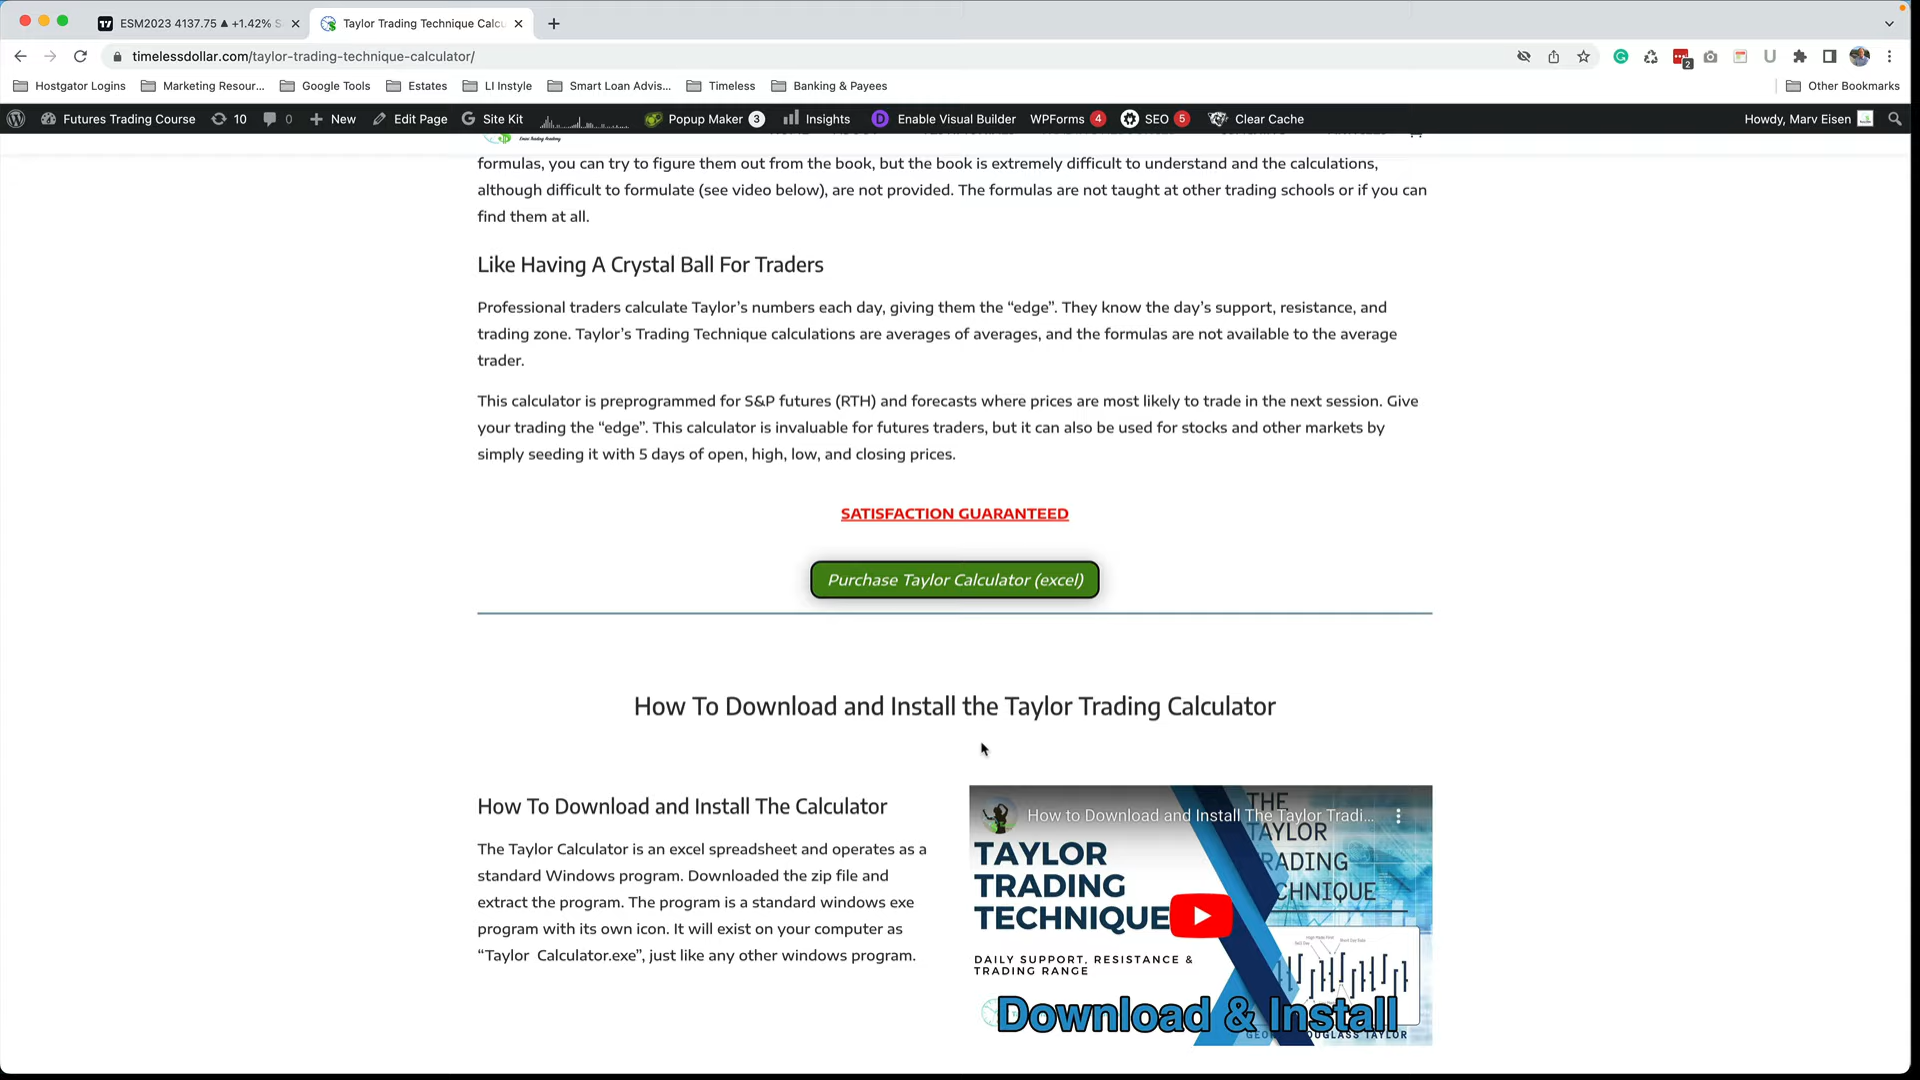 ESM2023 4137.75 ▲ +1.42%
Taylor Trading Technique Calcu
timelessdollar.com/taylor-trading-technique-calculator/
2
Hostgator Logins
Marketing Resour...
Google Tools
Estates
LI Instyle
Smart Loan Advis...
Timeless
Banking & Payees
Other Bookmarks
Futures Trading Course
10
0
New
Edit Page
Site Kit
Popup Maker 3
Insights
Enable Visual Builder
WPForms 4
SEO 5
Clear Cache
Howdy, Marv Eisen
formulas, you can try to figure them out from the book, but the book is extremely difficult to understand and the calculations,
although difficult to formulate (see video below), are not provided. The formulas are not taught at other trading schools or if you can
find them at all.
Like Having A Crystal Ball For Traders
Professional traders calculate Taylor’s numbers each day, giving them the “edge”. They know the day’s support, resistance, and
trading zone. Taylor’s Trading Technique calculations are averages of averages, and the formulas are not available to the average
trader.
This calculator is preprogrammed for S&P futures (RTH) and forecasts where prices are most likely to trade in the next session. Give
your trading the “edge”. This calculator is invaluable for futures traders, but it can also be used for stocks and other markets by
simply seeding it with 5 days of open, high, low, and closing prices.
SATISFACTION GUARANTEED
Purchase Taylor Calculator (excel)
How To Download and Install the Taylor Trading Calculator
How To Download and Install The Calculator
The Taylor Calculator is an excel spreadsheet and operates as a
standard Windows program. Downloaded the zip file and
extract the program. The program is a standard windows exe
program with its own icon. It will exist on your computer as
“Taylor Calculator.exe”, just like any other windows program.
How to Download and Install The Taylor Tradi...
TAYLOR
TRADING
TECHNIQUE
DAILY SUPPORT, RESISTANCE &
TRADING RANGE
THE
TAYLOR
TRADING
Download & Install